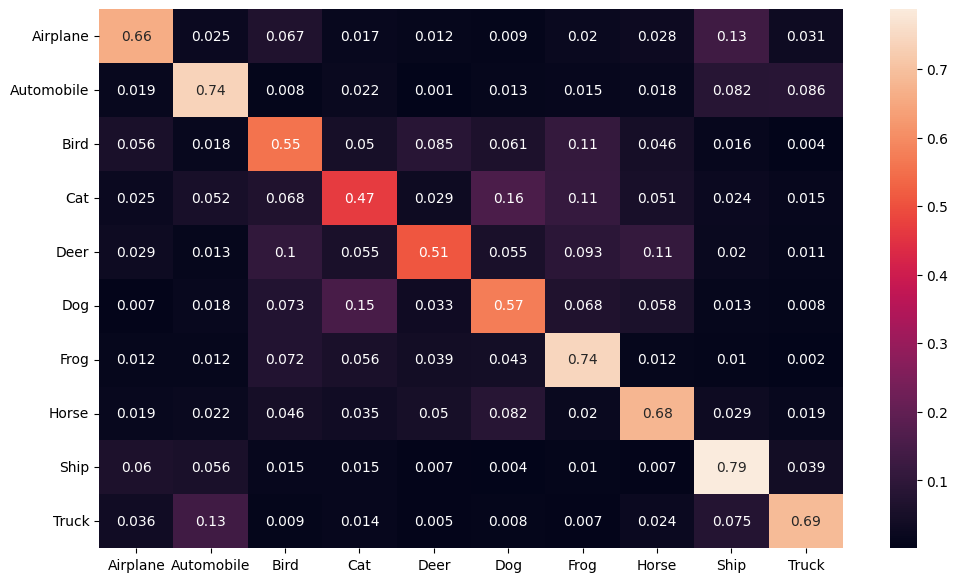 Airplane 0.66 0.025 0.067 0.017 0.012 0.009 0.02 0.028 0.13 0.031
Automobile 0.019 0.74 0.008 0.022 0.001 0.013 0.015 0.018 0.082 0.086
Bird 0.056 0.018 0.55 0.05 0.085 0.061 0.11 0.046 0.016 0.004
Cat 0.025 0.052 0.068 0.47 0.029 0.16 0.11 0.051 0.024 0.015
Deer 0.029 0.013 0.1 0.055 0.51 0.055 0.093 0.11 0.02 0.011
Dog 0.007 0.018 0.073 0.15 0.033 0.57 0.068 0.058 0.013 0.008
Frog 0.012 0.012 0.072 0.056 0.039 0.043 0.74 0.012 0.01 0.002
Horse 0.019 0.022 0.046 0.035 0.05 0.082 0.02 0.68 0.029 0.019
Ship 0.06 0.056 0.015 0.015 0.007 0.004 0.01 0.007 0.79 0.039
Truck 0.036 0.13 0.009 0.014 0.005 0.008 0.007 0.024 0.075 0.69
Airplane Automobile Bird Cat Deer Dog Frog Horse Ship Truck
0.7
0.6
0.5
0.4
0.3
0.2
0.1